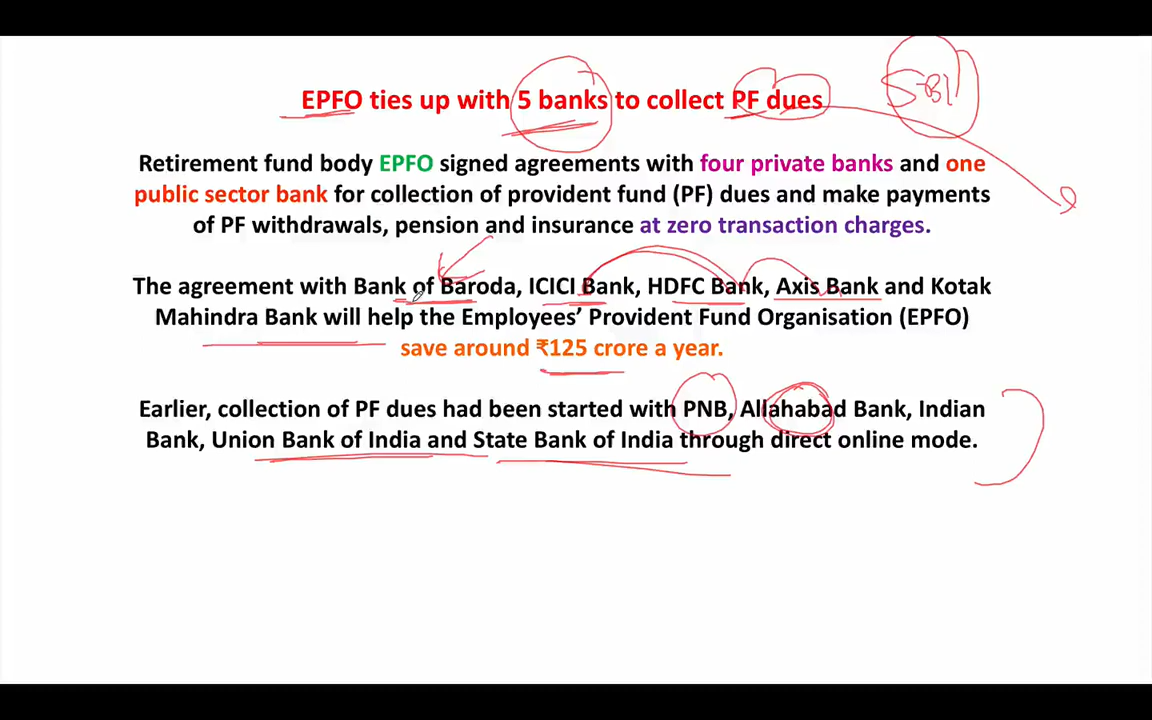 SBI
EPFO ties up with 5 banks to collect PF dues
Retirement fund body EPFO signed agreements with four private banks and one
public sector bank for collection of provident fund (PF) dues and make payments
of PF withdrawals, pension and insurance at zero transaction charges.
The agreement with Bank of Baroda, ICICI Bank, HDFC Bank, Axis Bank and Kotak
Mahindra Bank will help the Employees’ Provident Fund Organisation (EPFO)
save around ₹125 crore a year.
Earlier, collection of PF dues had been started with PNB, Allahabad Bank, Indian
Bank, Union Bank of India and State Bank of India through direct online mode.